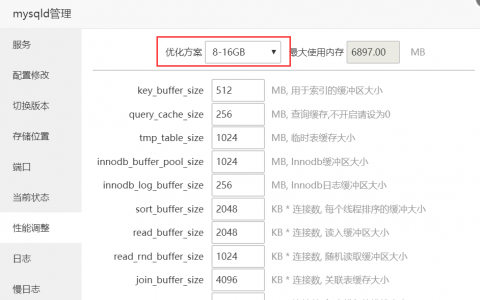 mysqld管理
服务
配置修改
切换版本
存储位置
端口
当前状态
性能调整
日志
慢日志
优化方案 8-16GB 最大使用内存 6897.00 MB
key_buffer_size 512 MB, 用于索引的缓冲区大小
query_cache_size 256 MB, 查询缓存,不开启请设为0
tmp_table_size 1024 MB, 临时表缓存大小
innodb_buffer_pool_size 1024 MB, Innodb缓冲区大小
innodb_log_buffer_size 256 MB, Innodb日志缓冲区大小
sort_buffer_size 2048 KB * 连接数, 每个线程排序的缓冲大小
read_buffer_size 2048 KB * 连接数, 读入缓冲区大小
read_rnd_buffer_size 1024 KB * 连接数, 随机读取缓冲区大小
join_buffer_size 4096 KB * 连接数, 关联表缓存大小